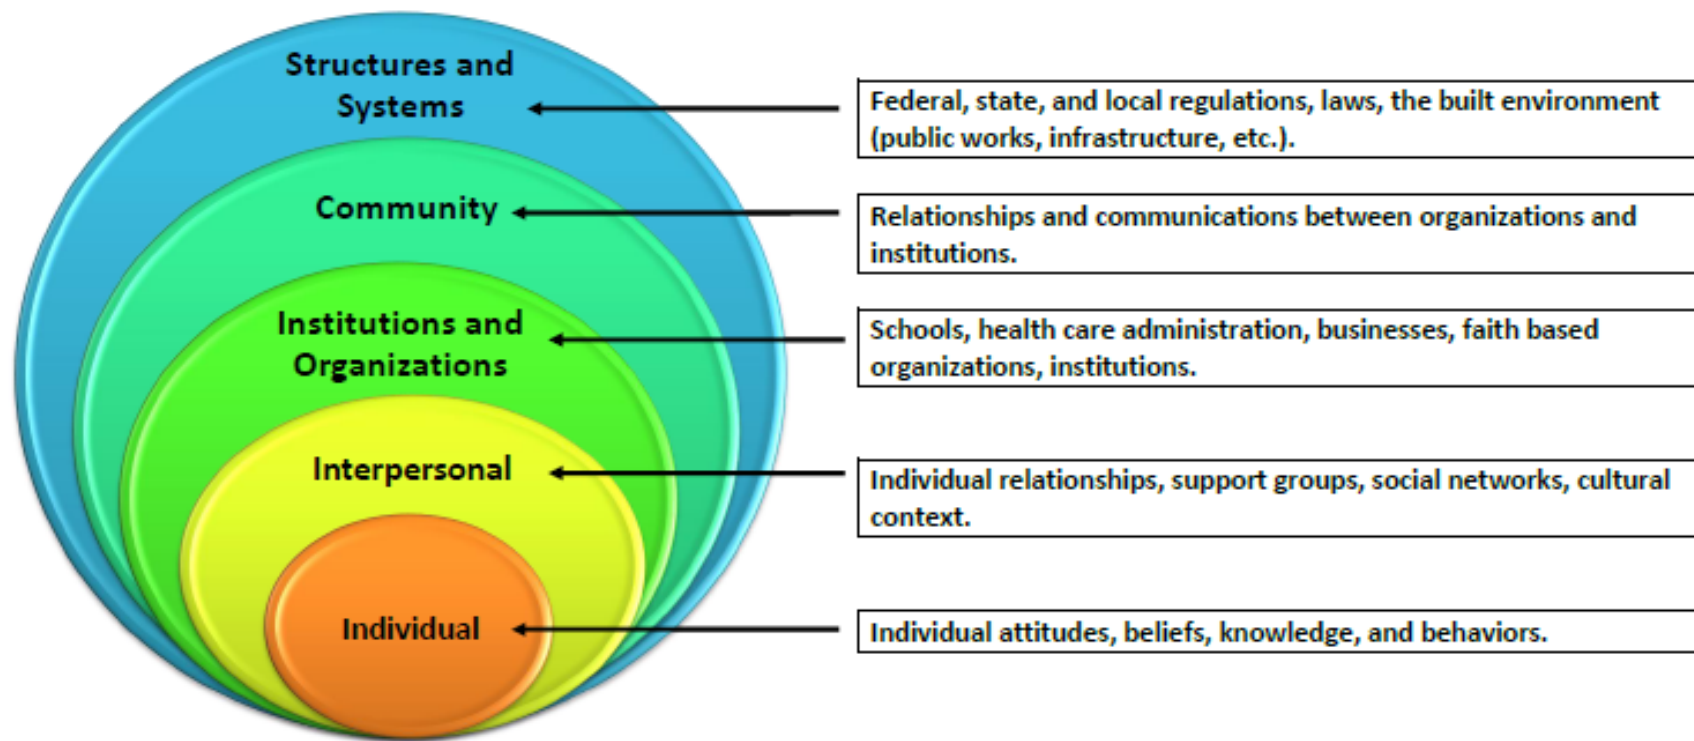 Structures and
Systems
Federal, state, and local regulations, laws, the built environment
(public works, infrastructure, etc.).
Community
Relationships and communications between organizations and
institutions.
Institutions and
Organizations
Schools, health care administration, businesses, faith based
organizations, institutions.
Interpersonal
Individual relationships, support groups, social networks, cultural
context.
Individual
Individual attitudes, beliefs, knowledge, and behaviors.